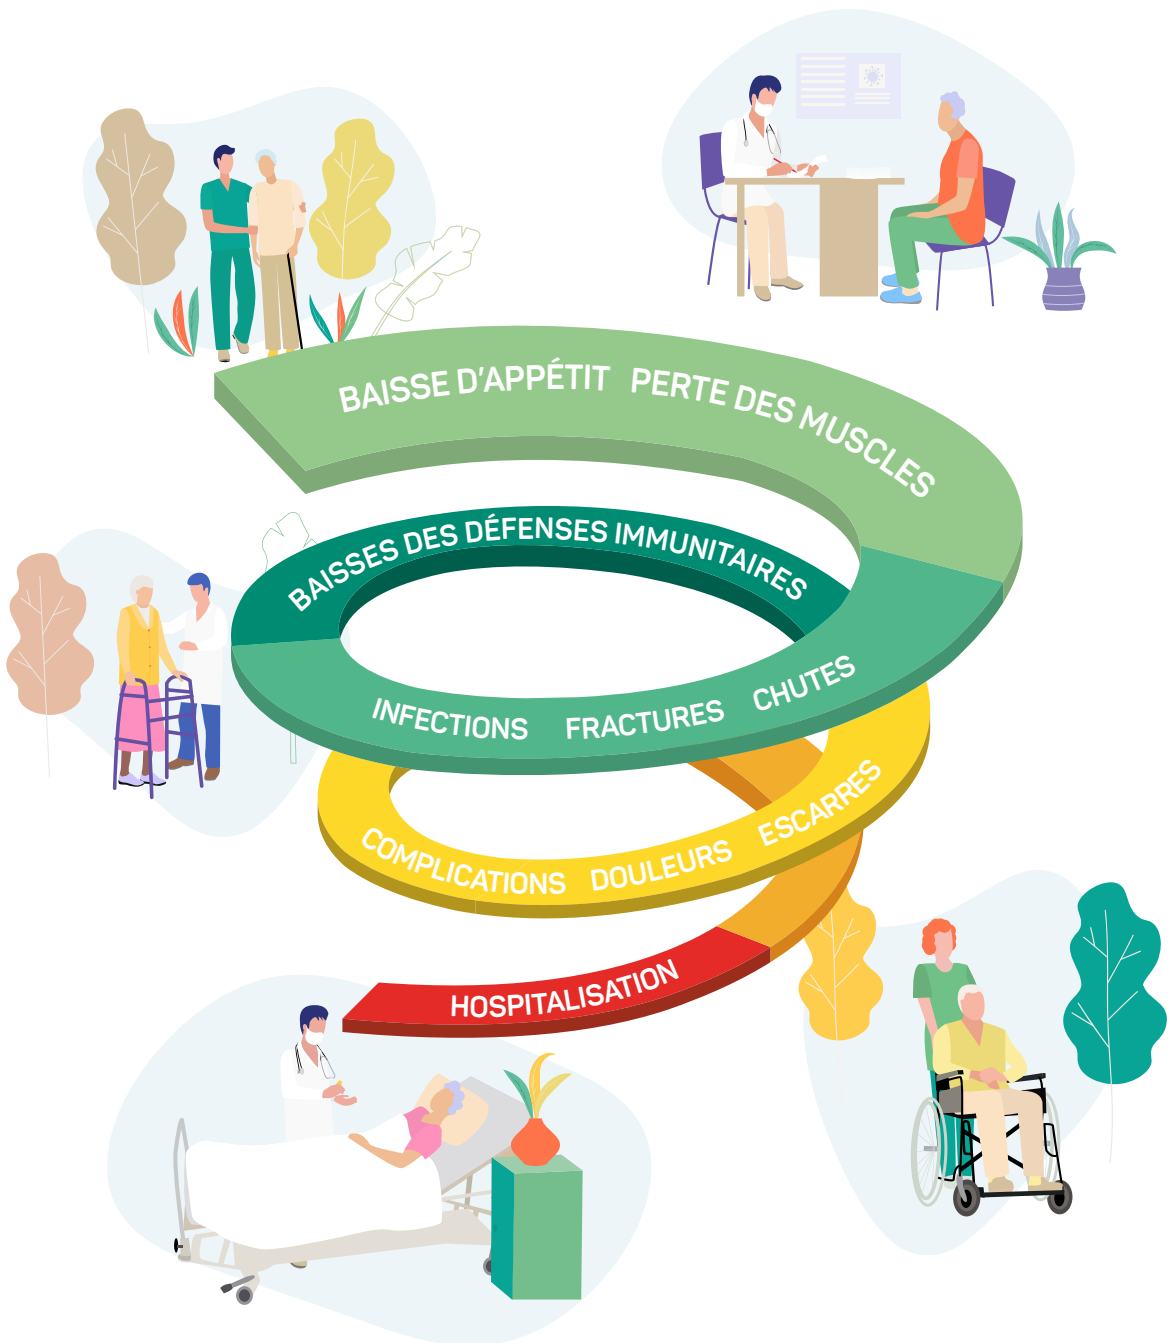 BAISSE D'APPÉTIT PERTE DES MUSCLES
BAISSES DES DÉFENSES IMMUNITAIRES
INFECTIONS FRACTURES CHUTES
COMPLICATIONS DOULEURS ESCARRES
HOSPITALISATION